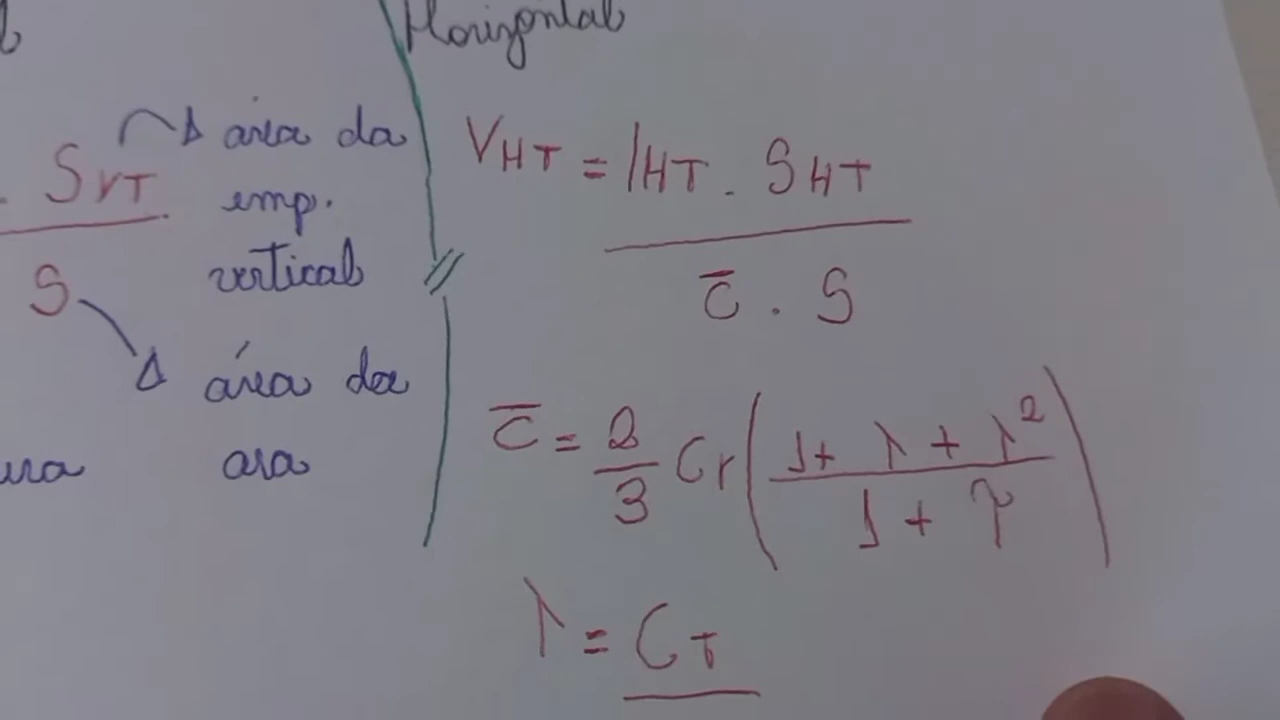 Horizontal
. S_VT → área da
emp.
vertical
S → área da
asa
V_HT = l_HT . S_HT / c̄ . S
c̄ = 2/3 Cr (1 + λ + λ² / 1 + λ)
λ = C_T